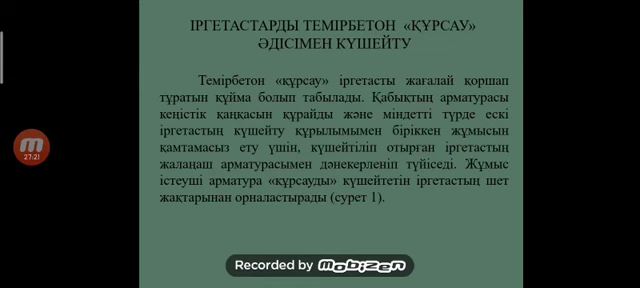 ІРГЕТАСТАРДЫ ТЕМІРБЕТОН «ҚҰРСАУ»
ӘДІСІМЕН КҮШЕЙТУ
Темірбетон «құрсау» іргетасты жағалай қоршап
тұратын құйма болып табылады. Қабықтың арматурасы
кеңістік қаңкасын құрайды және міндетті түрде ескі
іргетастың күшейту құрылымымен біріккен жұмысын
қамтамасыз ету үшін, күшейтіліп отырған іргетастың
жалаңаш арматурасымен дәнекерленіп түйіседі. Жұмыс
істеуші арматура «құрсауды» күшейтетін іргетастың шет
жақтарынан орналастырады (сурет 1).
27:21
Recorded by mobizen